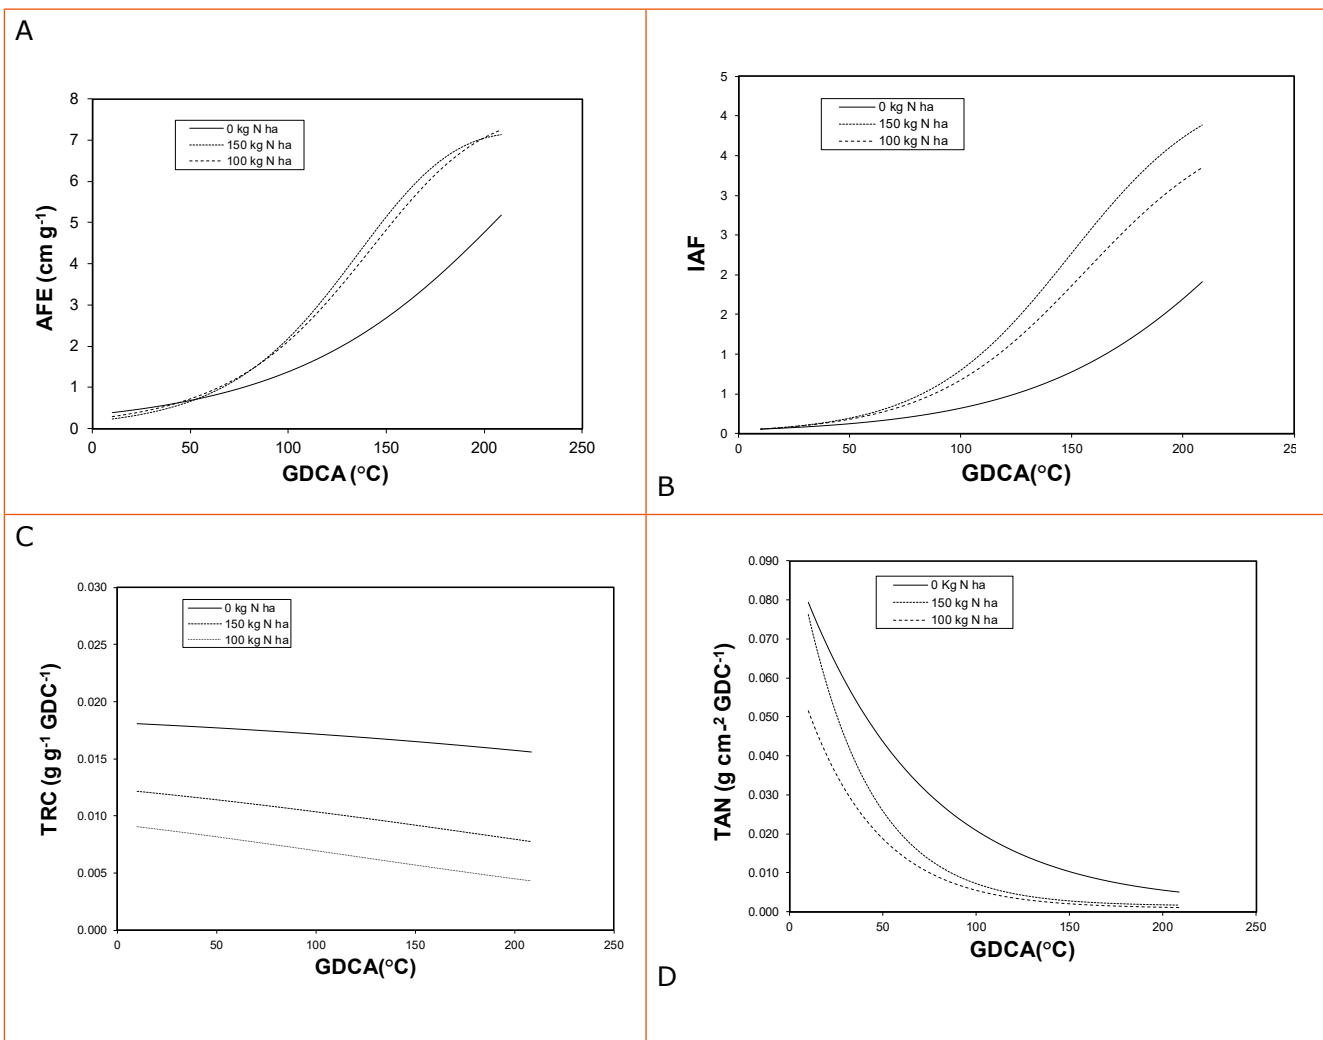 A
8
7
6
5
4
3
2
1
0
AFE (cm g-1)
0 kg N ha
150 kg N ha
100 kg N ha
0 50 100 150 200 250
GDCA (°C)
5
4
4
3
3
2
2
1
1
0
IAF
0 kg N ha
150 kg N ha
100 kg N ha
0 50 100 150 200 25
GDCA(°C)
B
C
0.030
0.025
0.020
0.015
0.010
0.005
0.000
TRC (g g-1 GDC-1)
0 kg N ha
150 kg N ha
100 kg N ha
0 50 100 150 200 250
GDCA(°C)
0.090
0.080
0.070
0.060
0.050
0.040
0.030
0.020
0.010
0.000
TAN (g cm-2 GDC-1)
0 Kg N ha
150 kg N ha
100 kg N ha
0 50 100 150 200 250
GDCA(°C)
D